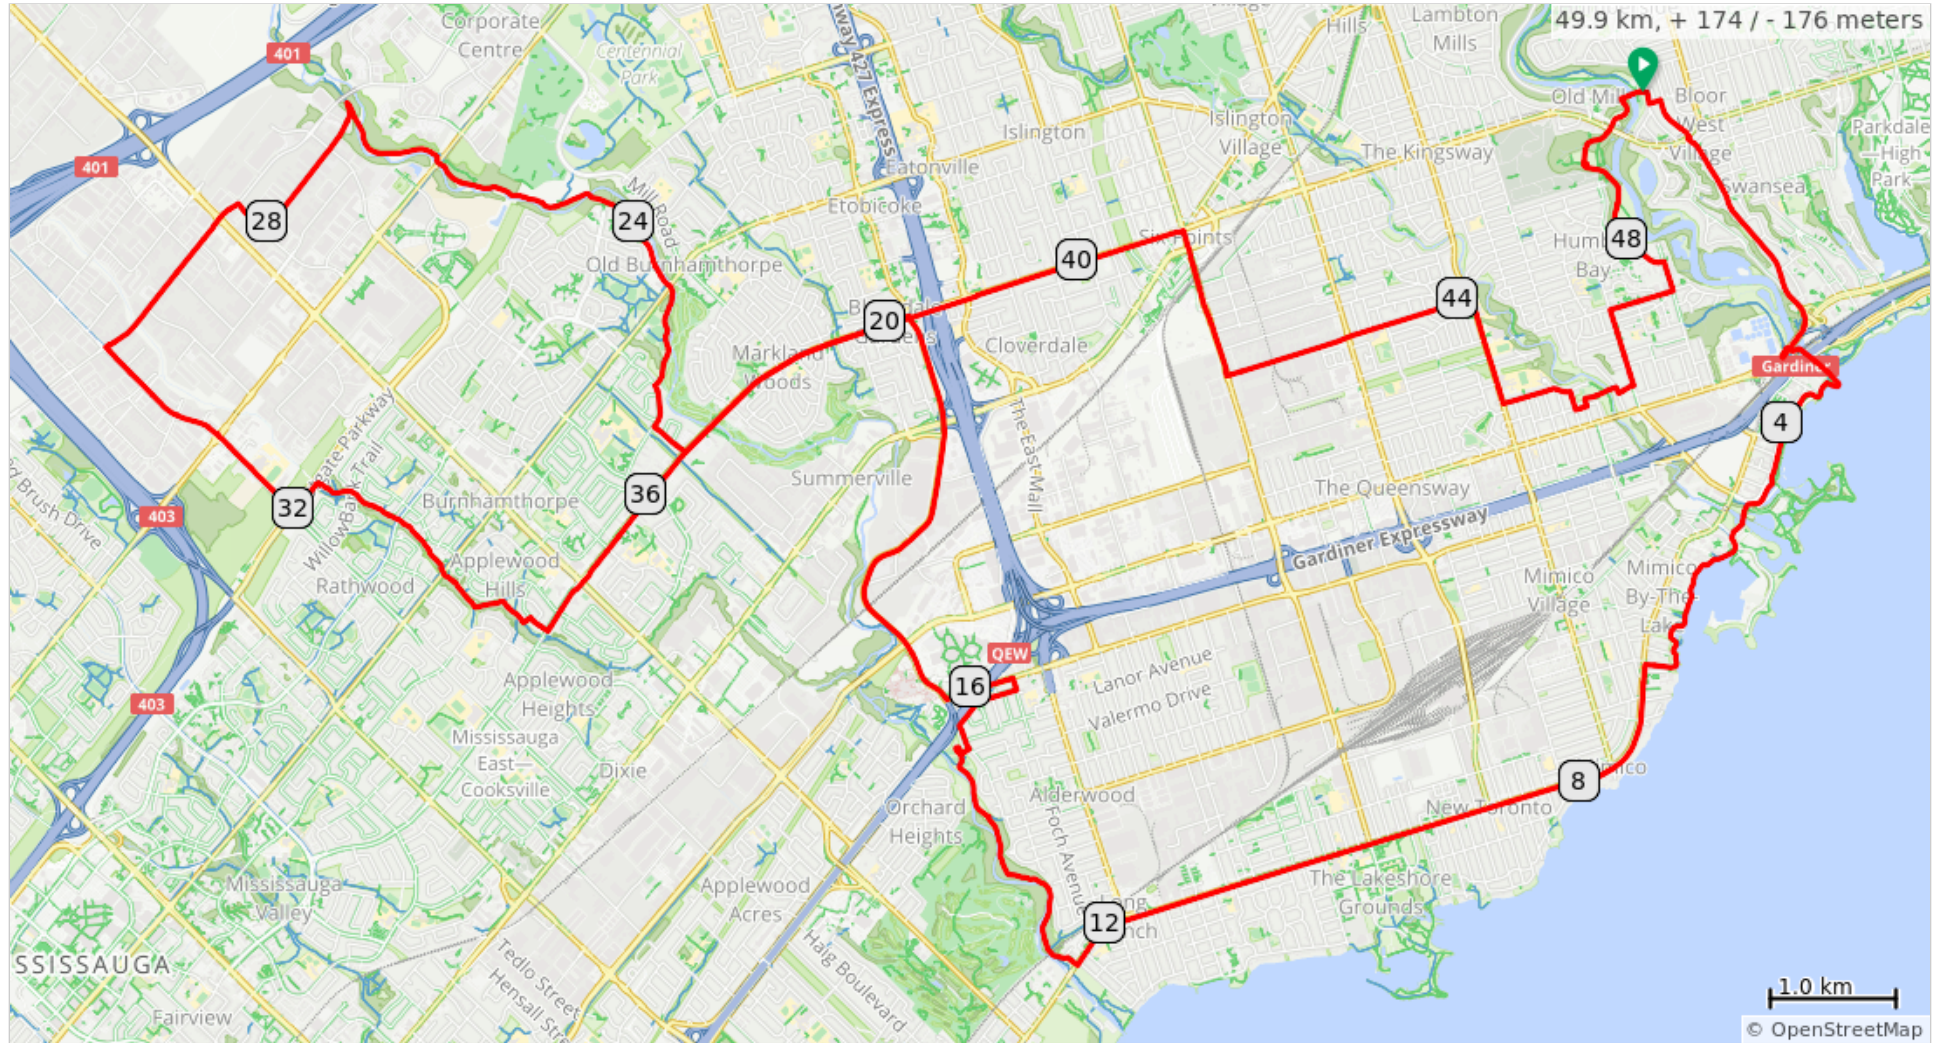 49.9 km, + 174 / - 176 meters
Corporate
Centre
Centennial
Park
401
Hills
Lambton
Mills
Old Mill
Bloor
West
Village
Islington
Islington
Village
The Kingsway
Parkdale
—High
Park
401
Eatonville
Swansea
Mill Road
Etobicoke
28
24
48
40
Six Points
Old Burnhamthorpe
Bay
44
20
Markland
Woods
Cloverdale
Gardiner
4
The East Mall
Summerville
36
32
Burnhamthorpe
The Queensway
403
Willowbank Trail
Gardiner Expressway
Applewood
Hills
Rathwood
Mimico
Village
Mimico
By-The-
Lake
QEW
16
Lanor Avenue
Valermo Drive
Applewood
Heights
403
Mississauga
East—
Cooksville
Dixie
8
Alderwood
New Toronto
Orchard
Heights
Foch Avenue
Mississauga
Valley
Applewood
Acres
The Lakeshore
Grounds
12
Haig Boulevard
Tedlo Street
SSISSAUGA
1.0 km
Fairview
© OpenStreetMap